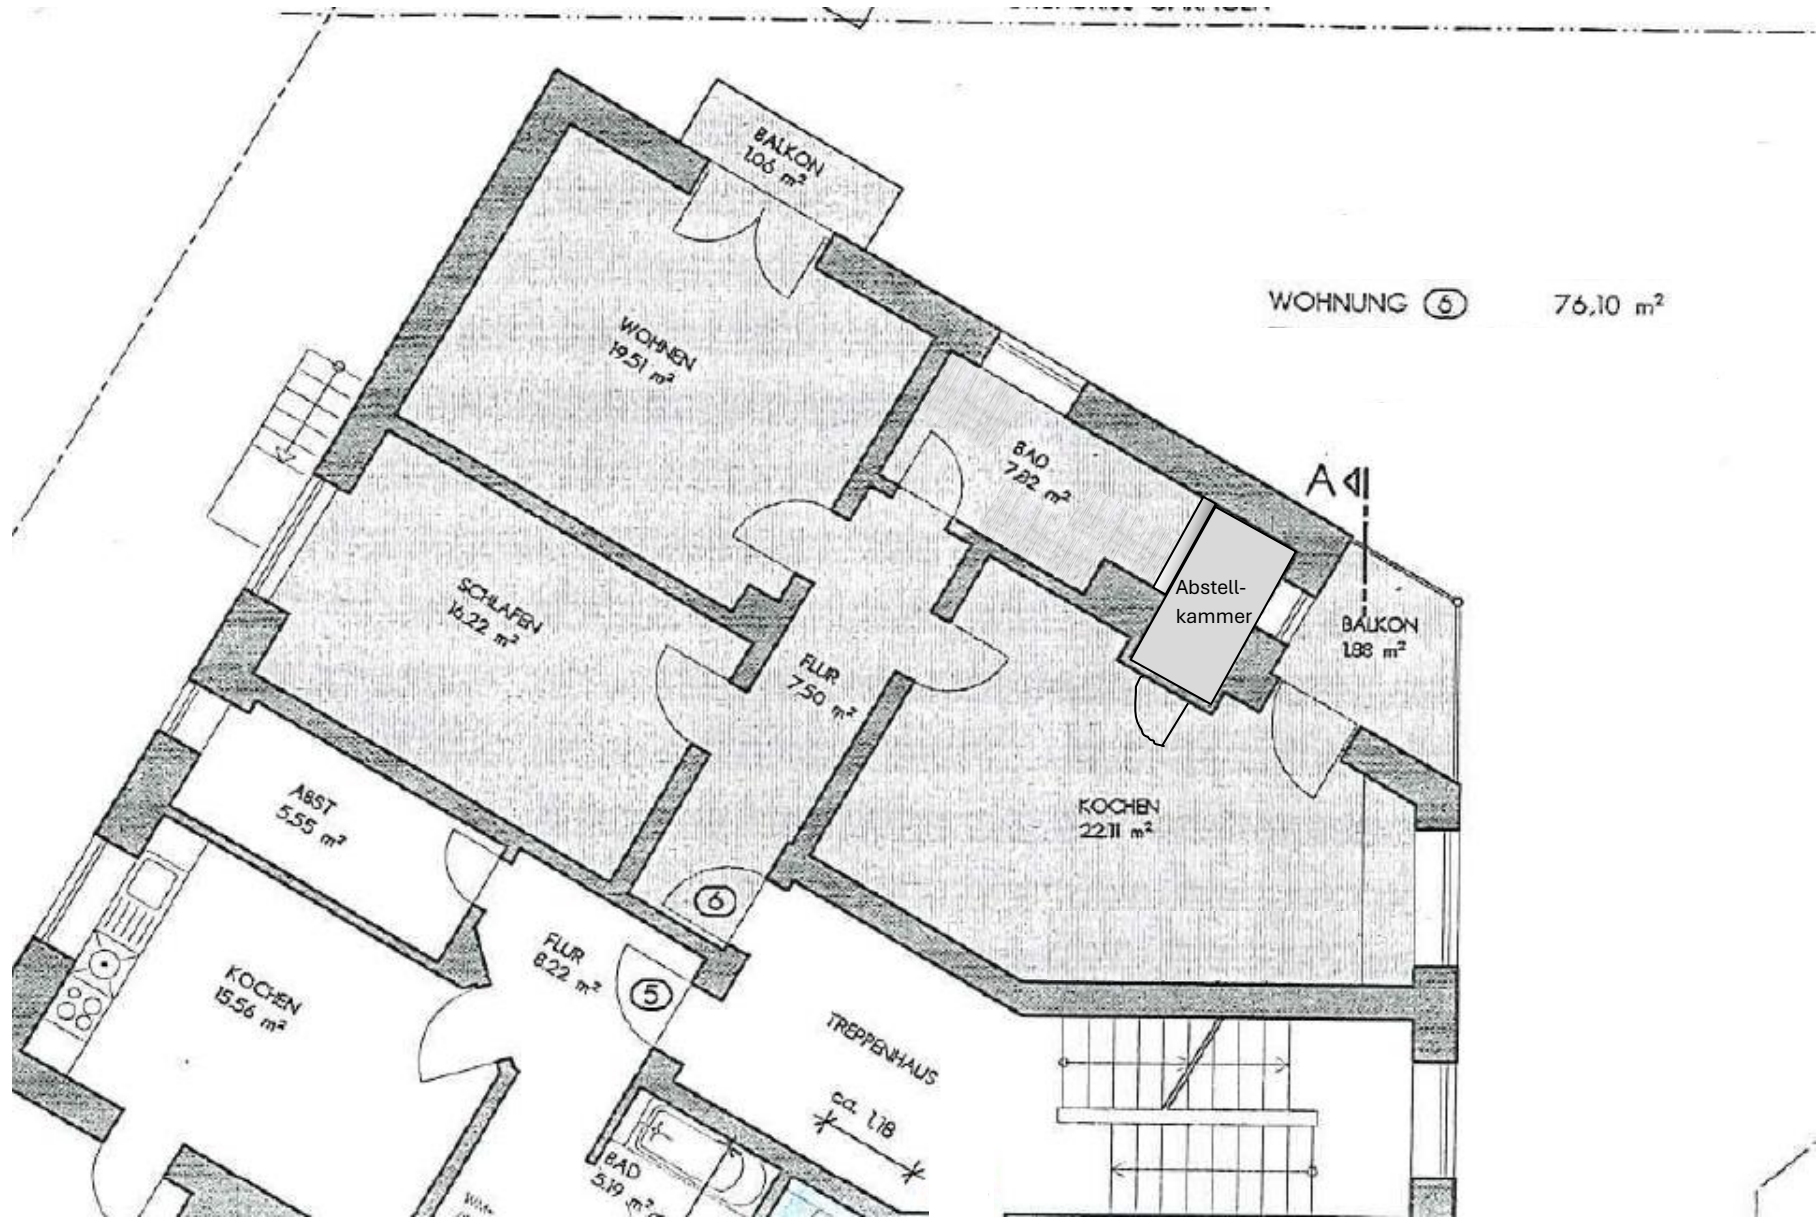 BALKON
1.06 m²
WOHNUNG 6 76,10 m²
WOHNEN
19.51 m²
BAD
7.82 m²
A
Abstell-
kammer
BALKON
1.88 m²
SCHLAFEN
16.22 m²
FLUR
7.50 m²
KOCHEN
22.11 m²
ABST
5.55 m²
6
FLUR
8.22 m²
5
KOCHEN
15.56 m²
TREPPENHAUS
ca. 1,18
BAD
5.19 m²
WM+